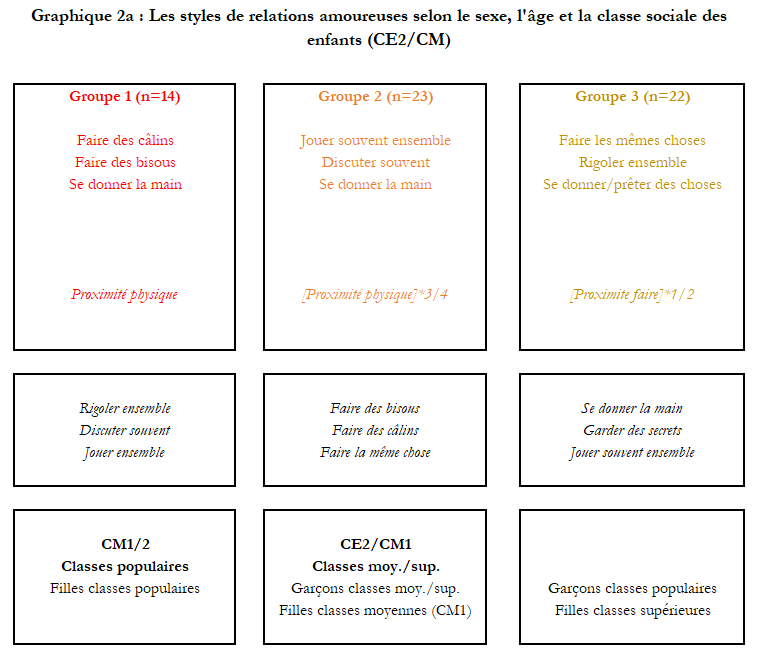 Graphique 2a : Les styles de relations amoureuses selon le sexe, l'âge et la classe sociale des
enfants (CE2/CM)
Groupe 1 (n=14)
Faire des câlins
Faire des bisous
Se donner la main
Proximité physique
Groupe 2 (n=23)
Jouer souvent ensemble
Discuter souvent
Se donner la main
[Proximité physique]*3/4
Groupe 3 (n=22)
Faire les mêmes choses
Rigoler ensemble
Se donner/prêter des choses
[Proximite faire]*1/2
Rigoler ensemble
Discuter souvent
Jouer ensemble
Faire des bisous
Faire des câlins
Faire la même chose
Se donner la main
Garder des secrets
Jouer souvent ensemble
CM1/2
Classes populaires
Filles classes populaires
CE2/CM1
Classes moy./sup.
Garçons classes moy./sup.
Filles classes moyennes (CM1)
Garçons classes populaires
Filles classes supérieures